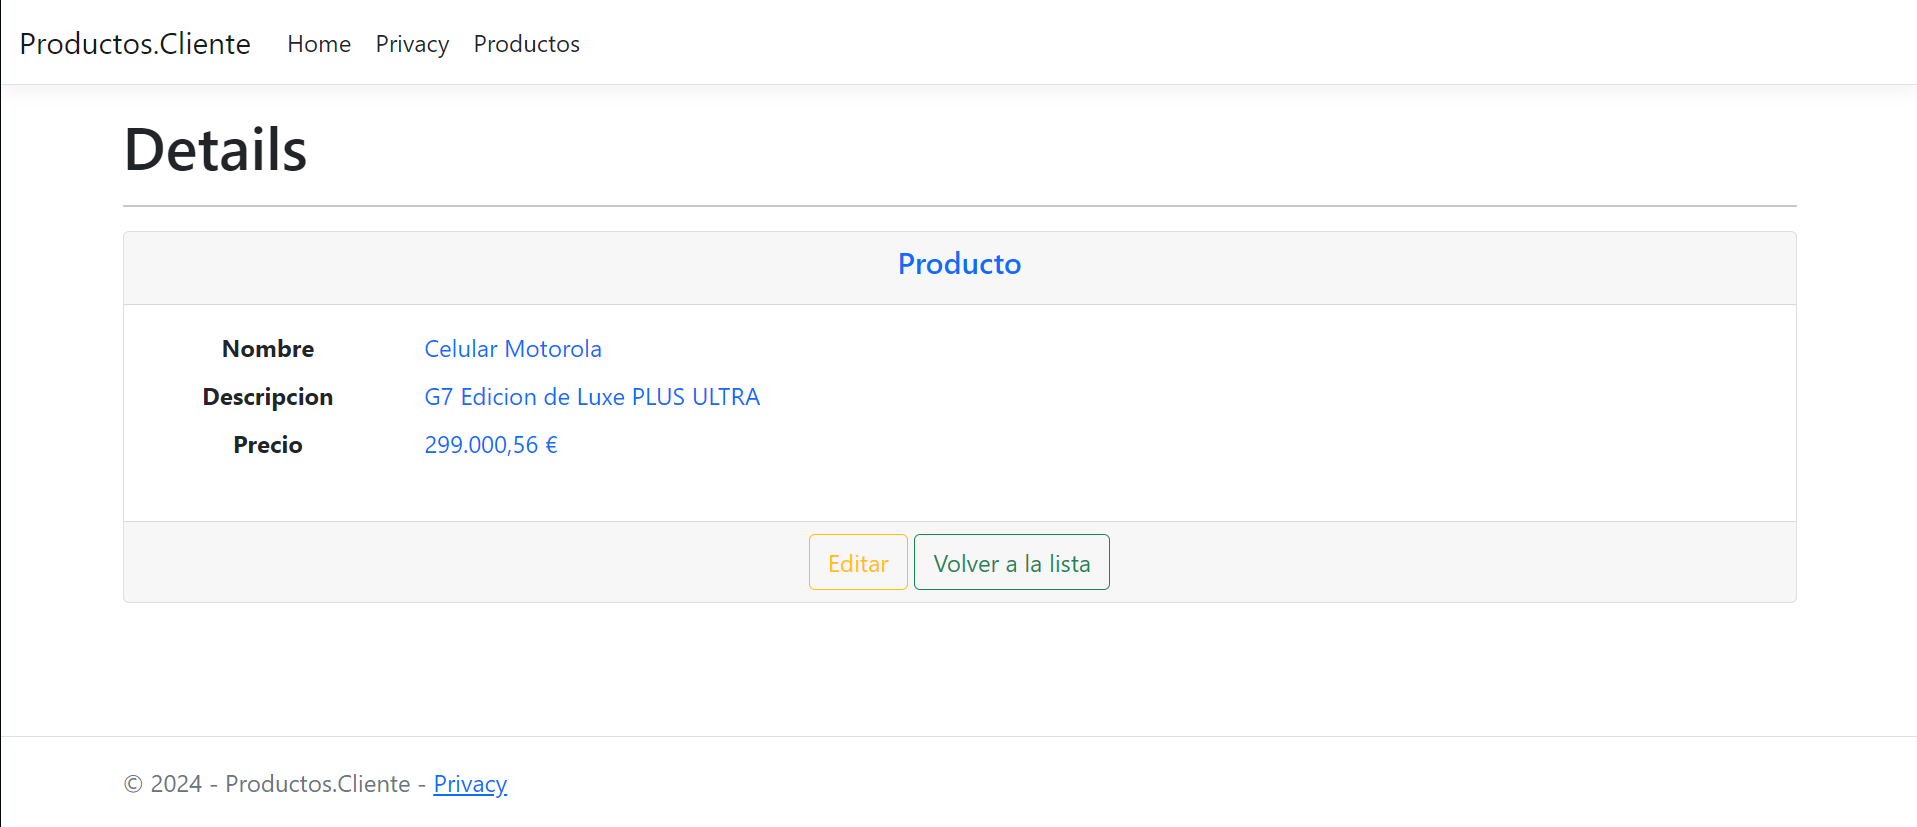 Productos.Cliente Home Privacy Productos
Details
Producto
Nombre Celular Motorola
Descripcion G7 Edicion de Luxe PLUS ULTRA
Precio 299.000,56 €
Editar Volver a la lista
© 2024 - Productos.Cliente - Privacy